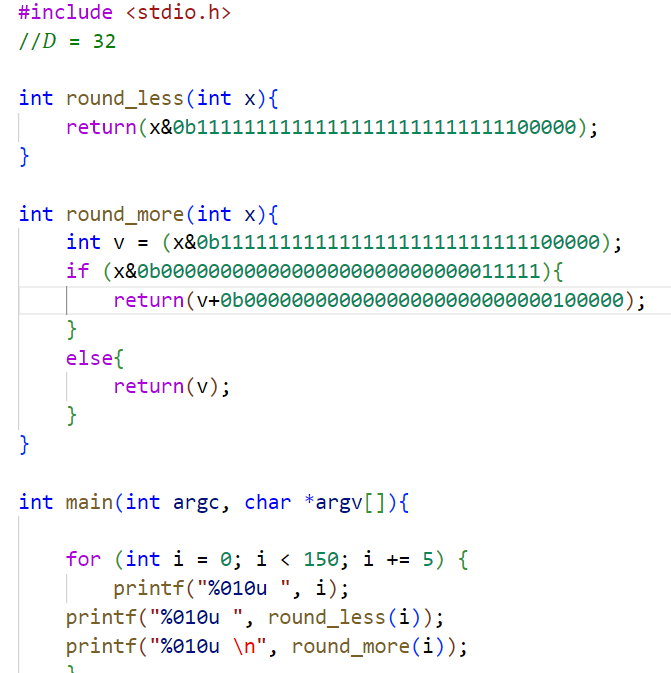 #include <stdio.h>
//D = 32
int round_less(int x){
return(x&0b11111111111111111111111111100000);
}
int round_more(int x){
int v = (x&0b11111111111111111111111111100000);
if (x&0b00000000000000000000000000011111){
return(v+0b00000000000000000000000000100000);
}
else{
return(v);
}
}
int main(int argc, char *argv[]){
for (int i = 0; i < 150; i += 5) {
printf("%010u ", i);
printf("%010u ", round_less(i));
printf("%010u \n", round_more(i));
}